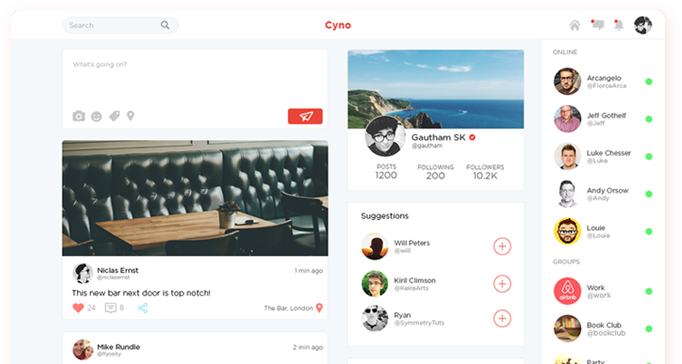 Search
Cyno
What's going on?
Niclas Ernst
@niclasernst
1 min ago
This new bar next door is top notch!
24
8
The Bar, London
Mike Rundle
@flyosity
2 min ago
Gautham SK
@gautham
POSTS FOLLOWING FOLLOWERS
1200 200 10.2K
Suggestions
Will Peters
@will
Kiril Climson
@KeireArts
Ryan
@SymmetryTuts
ONLINE
Arcangelo
@FiorceArca
Jeff Gothelf
@Jeff
Luke Chesser
@Luke
Andy Orsow
@Andy
Louie
@Louie
GROUPS
airbnb
Work
@work
Book Club
@bookclub
Party